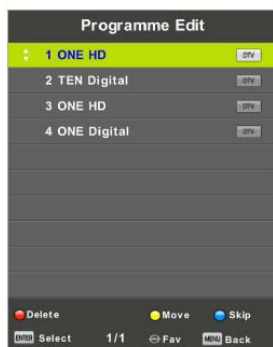 Programme Edit
1 ONE HD DTV
2 TEN Digital DTV
3 ONE HD DTV
4 ONE Digital DTV
Delete Move Skip
ENTER Select 1/1 Fav MENU Back